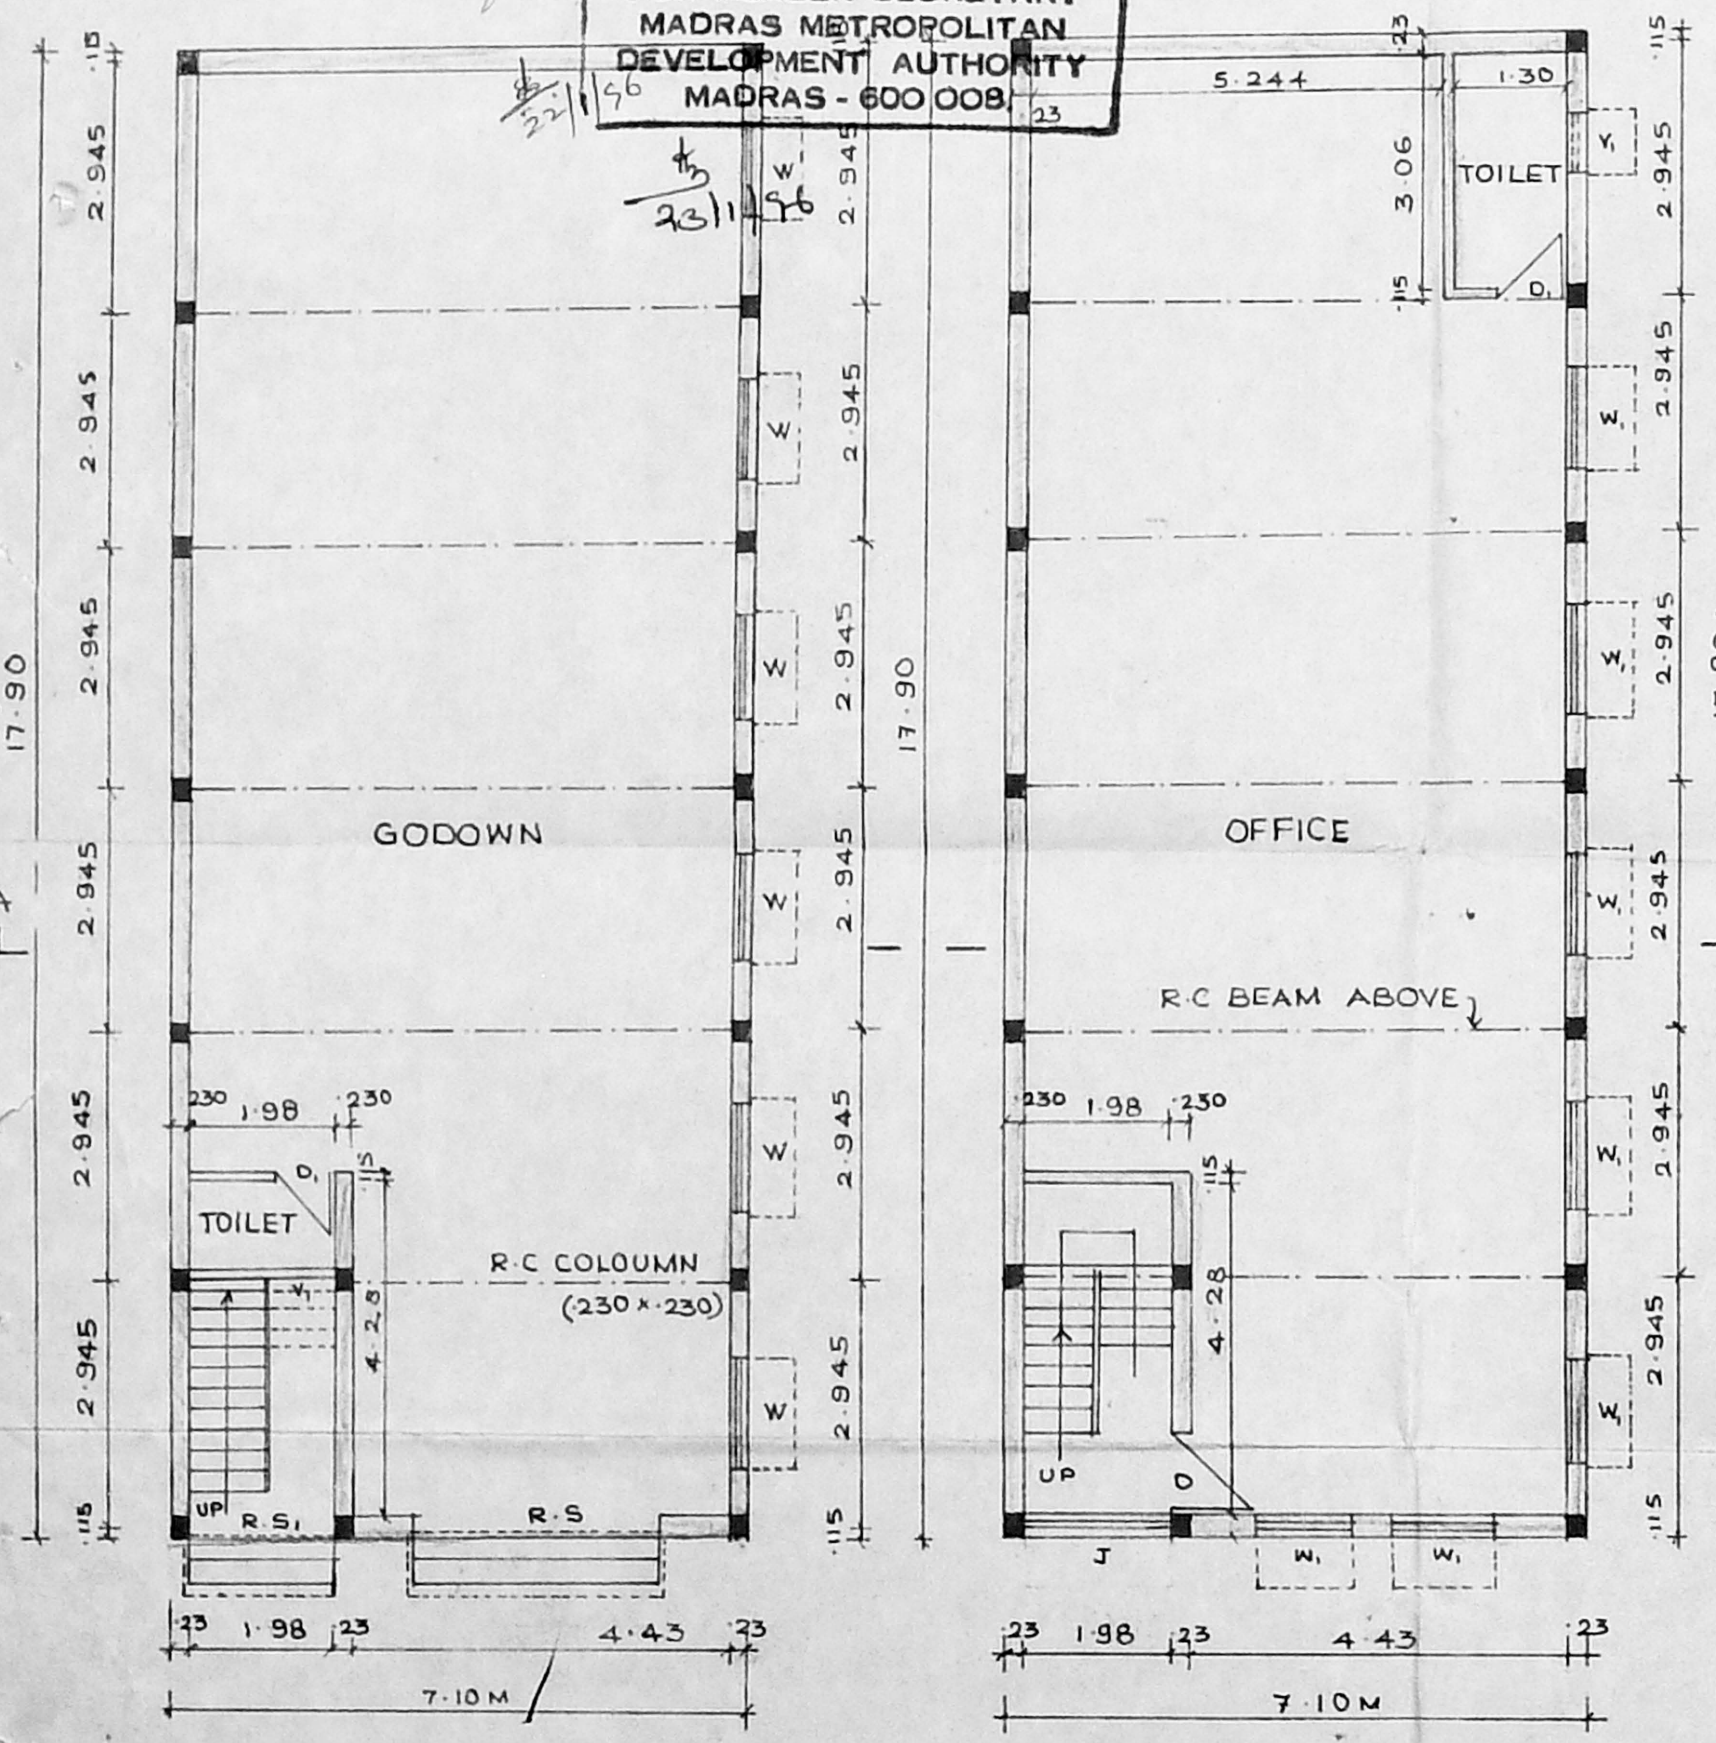 MADRAS METROPOLITAN
DEVELOPMENT AUTHORITY
MADRAS - 600 008.
22/1/96
23/1/96
·115
2.945
2.945
2.945
2.945
2.945
2.945
·115
17.90
W
W
W
W
W
W
GODOWN
230
1.98
·230
·115
D₁
TOILET
V₁
4.28
R.C COLOUMN
(.230 x .230)
UP
R.S₁
R.S
·23
1.98
·23
4.43
·23
7.10 M
2.945
2.945
2.945
2.945
2.945
2.945
·115
17.90
·23
5.244
1.30
23
3.06
·115
TOILET
D₁
V₁
W₁
W₁
W₁
W₁
W₁
OFFICE
R.C BEAM ABOVE
·230
1.98
·230
·115
4.28
UP
D
J
W₁
W₁
·23
1.98
·23
4.43
·23
7.10 M
·115
2.945
2.945
2.945
2.945
2.945
2.945
·115